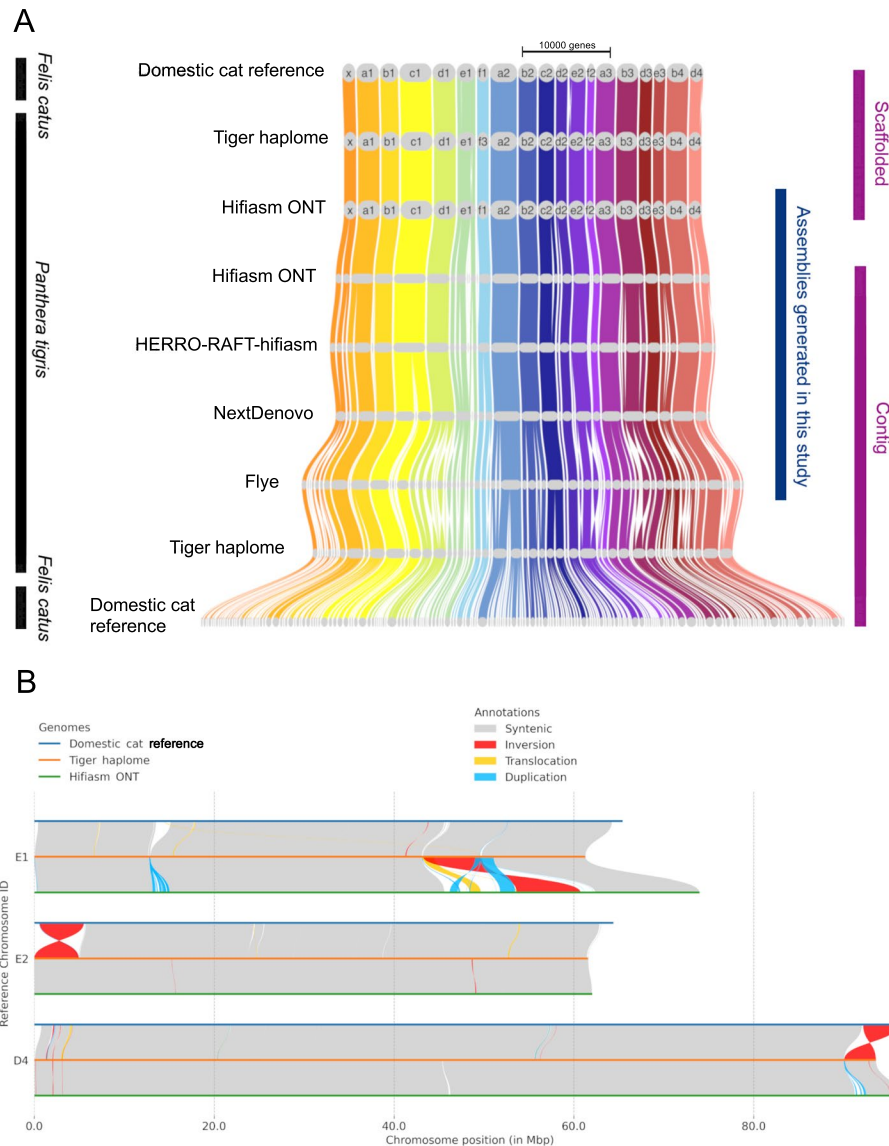 A
10000 genes
Felis catus
Domestic cat reference
x a1 b1 c1 d1 e1 f1 a2 b2 c2 d2 e2 f2 a3 b3 d3 e3 b4 d4
Scaffolded
Tiger haplome
x a1 b1 c1 d1 e1 f3 a2 b2 c2 d2 e2 f2 a3 b3 d3 e3 b4 d4
Hifiasm ONT
x a1 b1 c1 d1 e1 f1 a2 b2 c2 d2 e2 f2 a3 b3 d3 e3 b4 d4
Assemblies generated in this study
Panthera tigris
Hifiasm ONT
HERRO-RAFT-hifiasm
NextDenovo
Contig
Flye
Tiger haplome
Felis catus
Domestic cat
reference
B
Genomes
Domestic cat reference
Tiger haplome
Hifiasm ONT
Annotations
Syntenic
Inversion
Translocation
Duplication
Reference Chromosome ID
E1
E2
D4
0.0 20.0 40.0 60.0 80.0
Chromosome position (in Mbp)